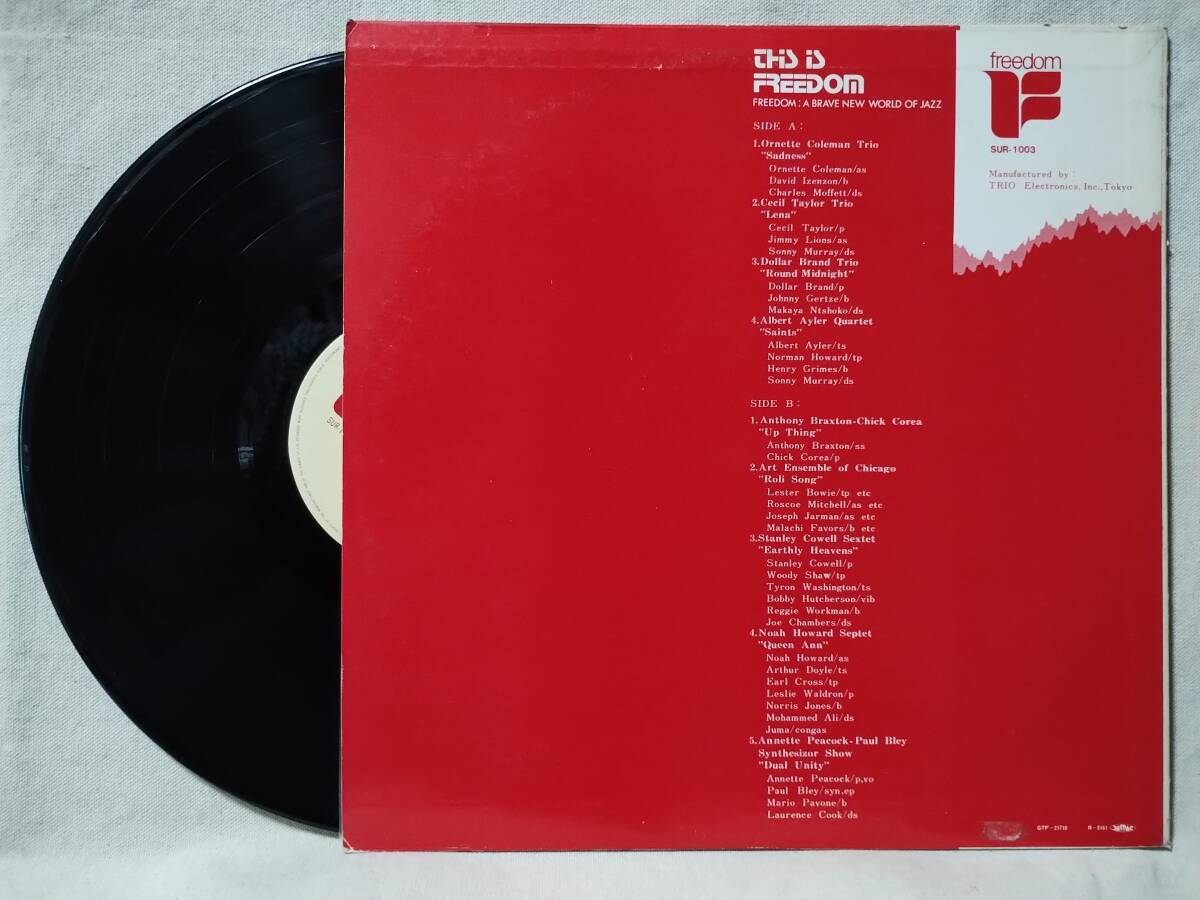 THiS iS
FREEDOM
FREEDOM : A BRAVE NEW WORLD OF JAZZ
SIDE A :
1.Ornette Coleman Trio
"Sadness"
Ornette Coleman/as
David Izenzon/b
Charles Moffett/ds
2.Cecil Taylor Trio
"Lena"
Cecil Taylor/p
Jimmy Lions/as
Sonny Murray/ds
3.Dollar Brand Trio
"Round Midnight"
Dollar Brand/p
Johnny Gertze/b
Makaya Ntshoko/ds
4.Albert Ayler Quartet
"Saints"
Albert Ayler/ts
Norman Howard/tp
Henry Grimes/b
Sonny Murray/ds
SIDE B :
1.Anthony Braxton-Chick Corea
"Up Thing"
Anthony Braxton/ss
Chick Corea/p
2.Art Ensemble of Chicago
"Roli Song"
Lester Bowie/tp etc
Roscoe Mitchell/as etc
Joseph Jarman/as etc
Malachi Favors/b etc
3.Stanley Cowell Sextet
"Earthly Heavens"
Stanley Cowell/p
Woody Shaw/tp
Tyron Washington/ts
Bobby Hutcherson/vib
Reggie Workman/b
Joe Chambers/ds
4.Noah Howard Septet
"Queen Ann"
Noah Howard/as
Arthur Doyle/ts
Earl Cross/tp
Leslie Waldron/p
Norris Jones/b
Mohammed Ali/ds
Juma/congas
5.Annette Peacock-Paul Bley
Synthesizor Show
"Dual Unity"
Annette Peacock/p,vo
Paul Bley/syn,ep
Mario Pavone/b
Laurence Cook/ds
freedom
SUR-1003
Manufactured by :
TRIO Electronics, Inc., Tokyo
SUR